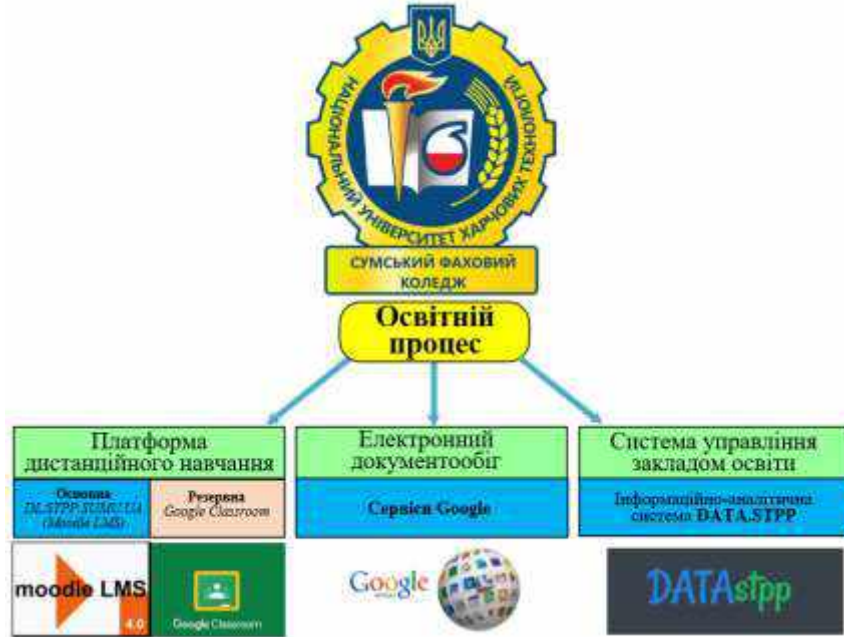 НАЦІОНАЛЬНИЙ УНІВЕРСИТЕТ ХАРЧОВИХ ТЕХНОЛОГІЙ
СУМСЬКИЙ ФАХОВИЙ
КОЛЕДЖ
Освітній
процес
Платформа
дистанційного навчання
Основна
DL.STPP.SUMU.UA
(Moodle LMS)
Резервна
Google Classroom
Електронний
документообіг
Сервіси Google
Система управління
закладом освіти
Інформаційно-аналітична
система DATA.STPP
moodle LMS
4.0
Google Classroom
Google
DATAstpp